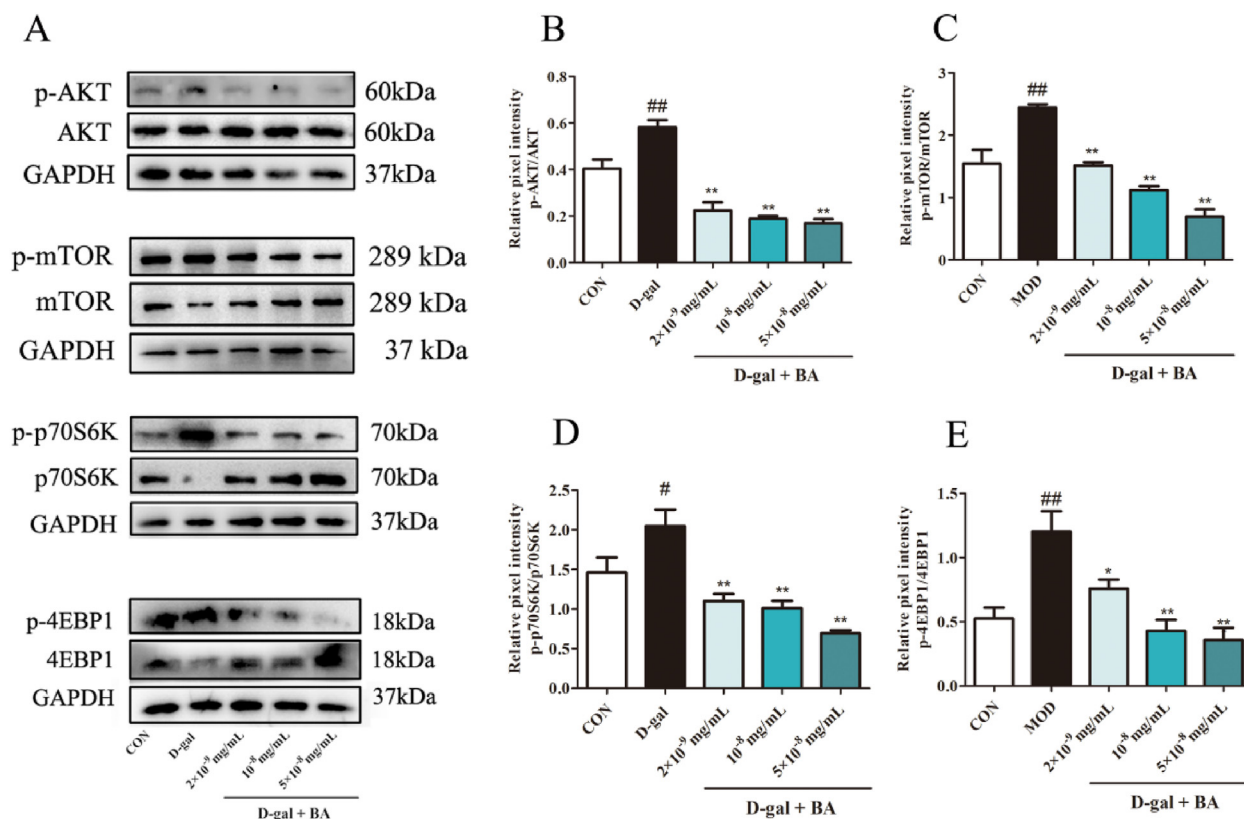 A
p-AKT 60kDa
AKT 60kDa
GAPDH 37kDa
p-mTOR 289 kDa
mTOR 289 kDa
GAPDH 37 kDa
p-p70S6K 70kDa
p70S6K 70kDa
GAPDH 37kDa
p-4EBP1 18kDa
4EBP1 18kDa
GAPDH 37kDa
CON D-gal 2×10⁻⁹ mg/mL 10⁻⁸ mg/mL 5×10⁻⁸ mg/mL
D-gal + BA
B
Relative pixel intensity
p-AKT/AKT
0.8
0.6
0.4
0.2
0.0
##
** ** **
CON D-gal 2×10⁻⁹ mg/mL 10⁻⁸ mg/mL 5×10⁻⁸ mg/mL
D-gal + BA
C
Relative pixel intensity
p-mTOR/mTOR
3
2
1
0
##
** ** **
CON MOD 2×10⁻⁹ mg/mL 10⁻⁸ mg/mL 5×10⁻⁸ mg/mL
D-gal + BA
D
Relative pixel intensity
p-p70S6K/p70S6K
2.5
2.0
1.5
1.0
0.5
0.0
#
** ** **
CON D-gal 2×10⁻⁹ mg/mL 10⁻⁸ mg/mL 5×10⁻⁸ mg/mL
D-gal + BA
E
Relative pixel intensity
p-4EBP1/4EBP1
1.5
1.0
0.5
0.0
##
* ** **
CON MOD 2×10⁻⁹ mg/mL 10⁻⁸ mg/mL 5×10⁻⁸ mg/mL
D-gal + BA